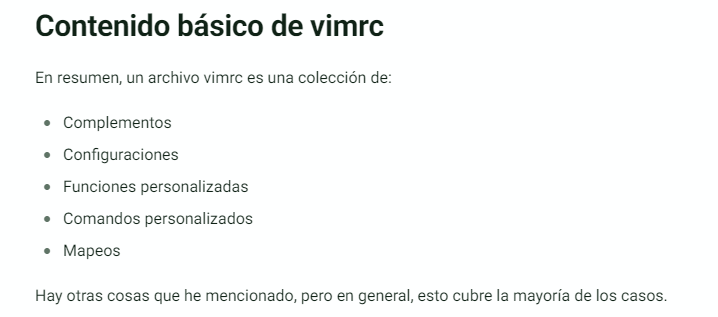 Contenido básico de vimrc
En resumen, un archivo vimrc es una colección de:
Complementos
Configuraciones
Funciones personalizadas
Comandos personalizados
Mapeos
Hay otras cosas que he mencionado, pero en general, esto cubre la mayoría de los casos.